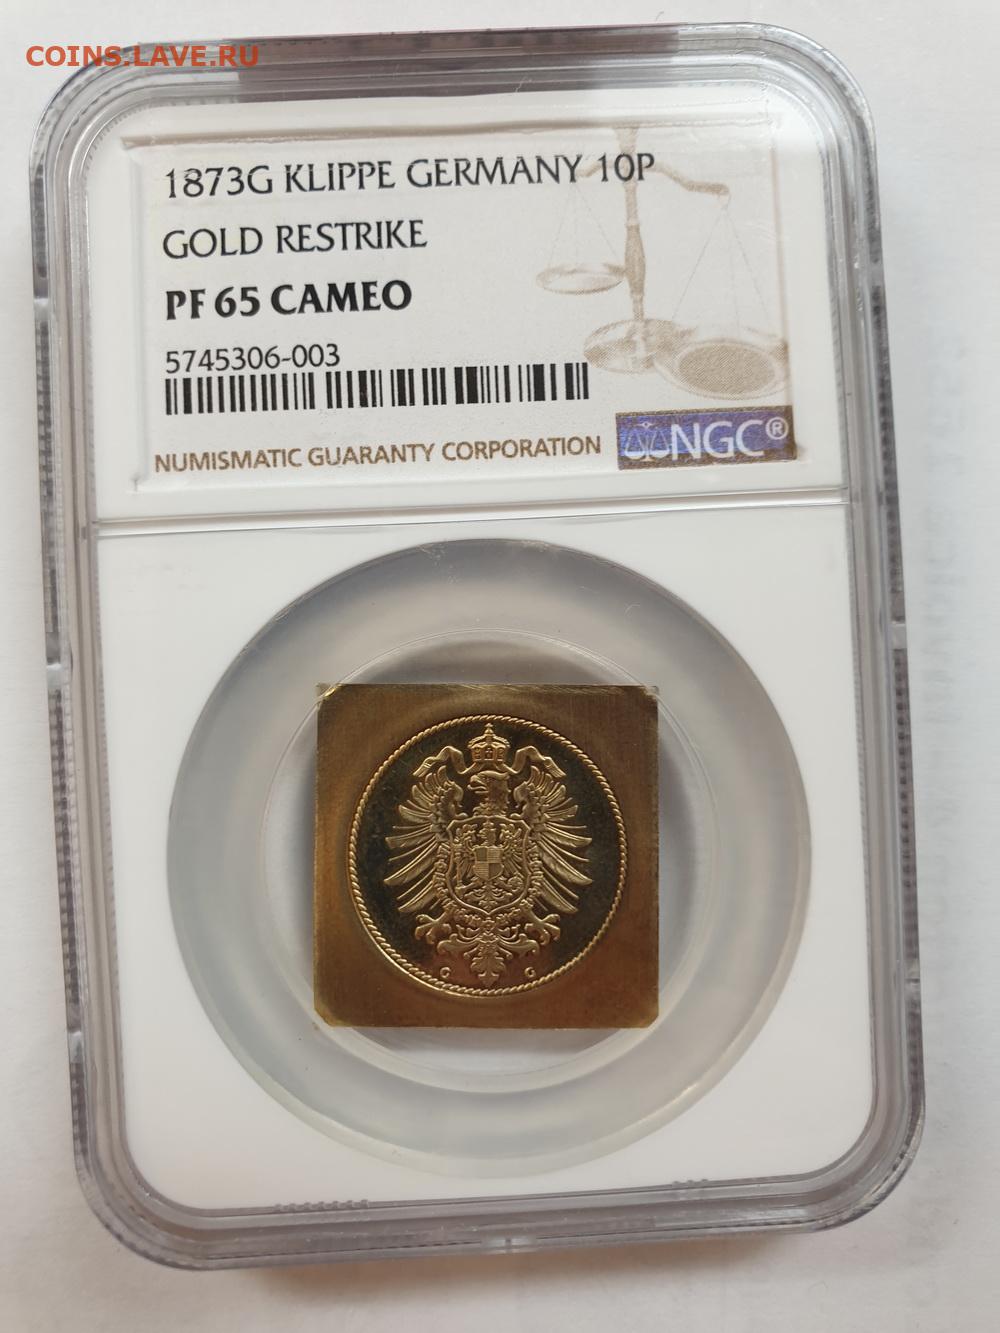 COINS.LAVE.RU
1873G KLIPPE GERMANY 10P
GOLD RESTRIKE
PF 65 CAMEO
5745306-003
NUMISMATIC GUARANTY CORPORATION
NGC®
G G